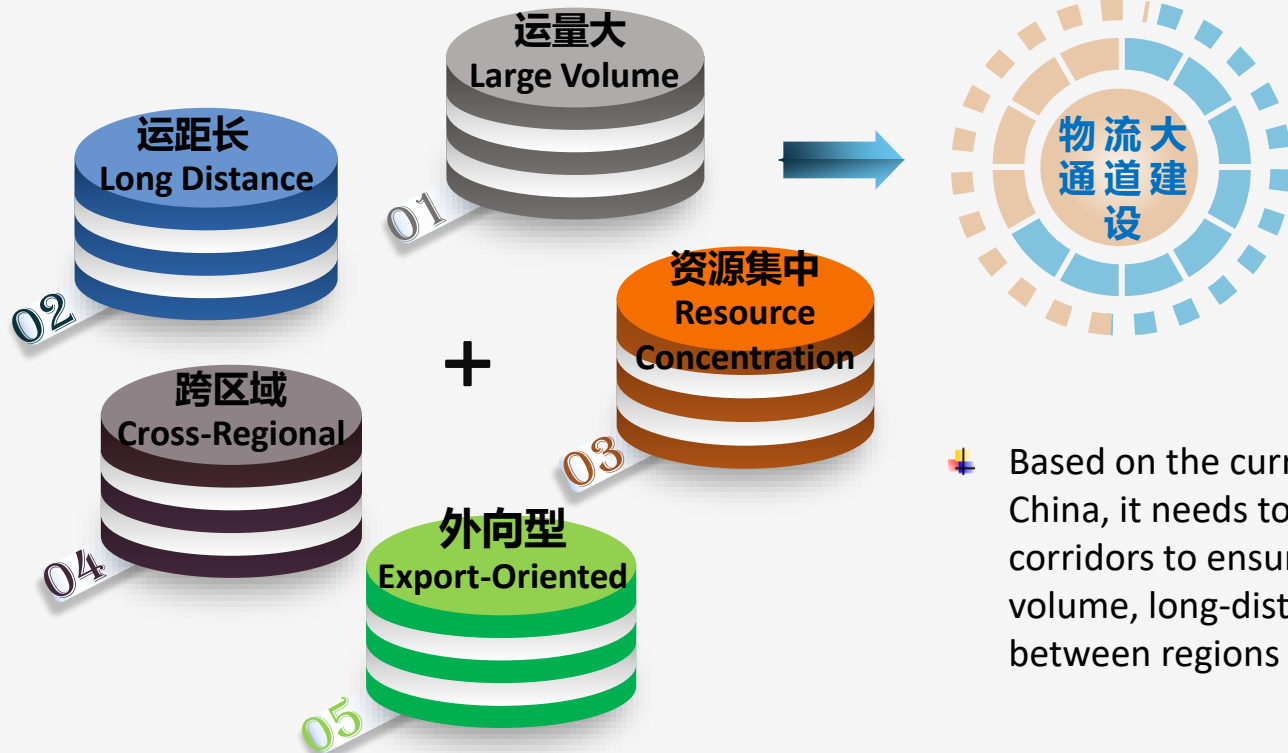 运量大
Large Volume
01
运距长
Long Distance
02
资源集中
Resource
Concentration
03
跨区域
Cross-Regional
04
外向型
Export-Oriented
05
+
物流大
通道建
设
Based on the curr
China, it needs to
corridors to ensur
volume, long-dist
between regions